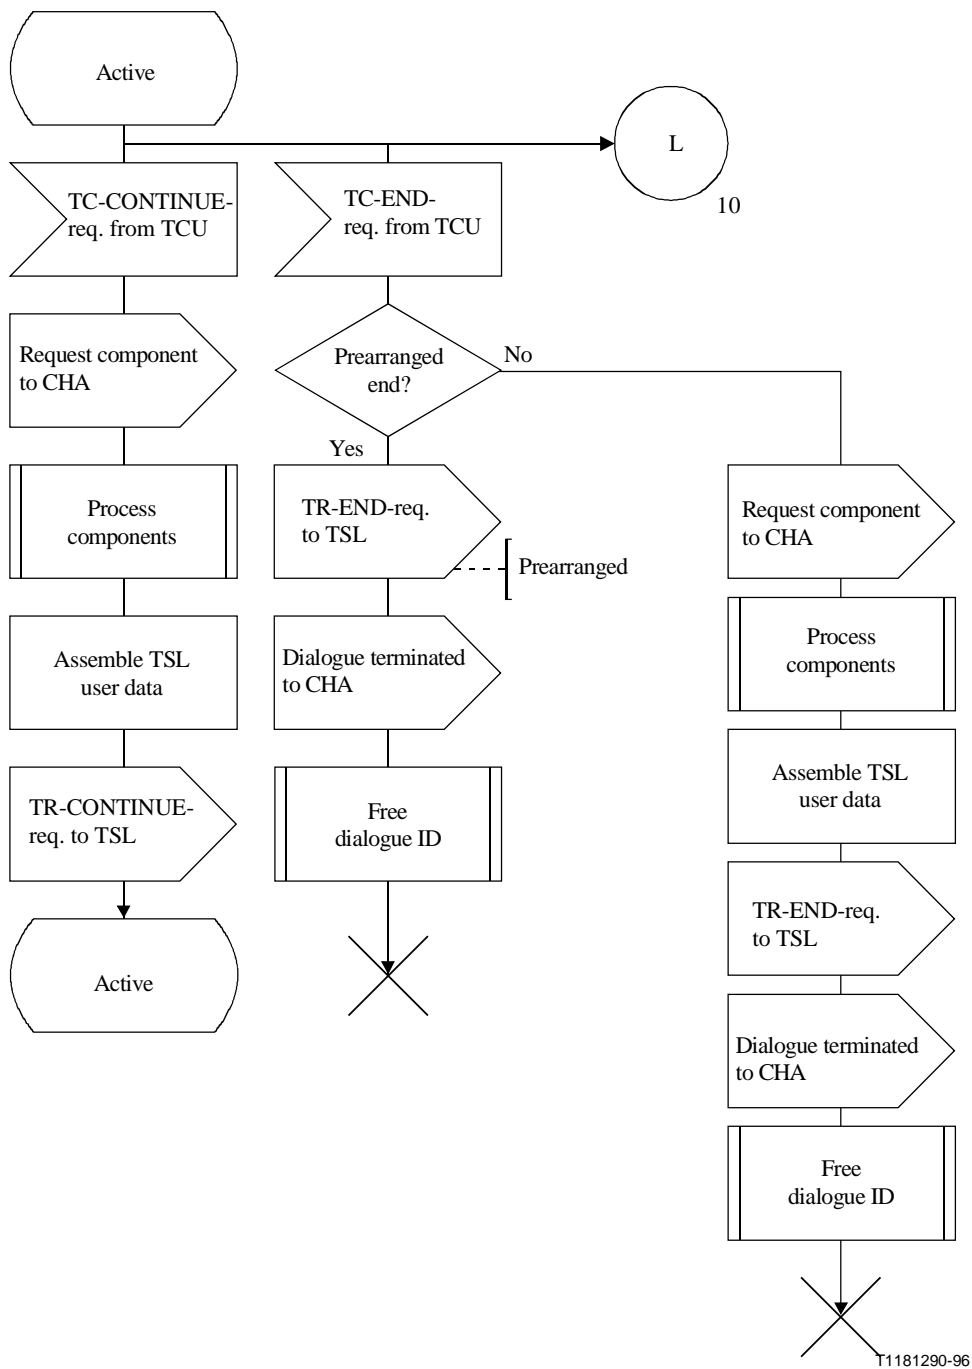 Active
L
10
TC-CONTINUE-
req. from TCU
TC-END-
req. from TCU
Request component
to CHA
Prearranged
end?
No
Yes
Process
components
TR-END-req.
to TSL
Prearranged
Request component
to CHA
Assemble TSL
user data
Dialogue terminated
to CHA
Process
components
TR-CONTINUE-
req. to TSL
Free
dialogue ID
Assemble TSL
user data
Active
TR-END-req.
to TSL
Dialogue terminated
to CHA
Free
dialogue ID
T1181290-96